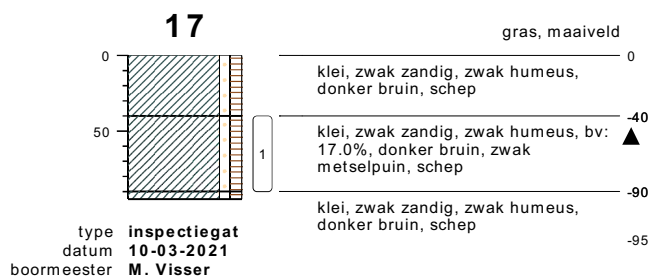 17
gras, maaiveld
0
0
klei, zwak zandig, zwak humeus,
donker bruin, schep
-40
50
1
klei, zwak zandig, zwak humeus, bv:
17.0%, donker bruin, zwak
metselpuin, schep
-90
klei, zwak zandig, zwak humeus,
donker bruin, schep
-95
type inspectiegat
datum 10-03-2021
boormeester M. Visser